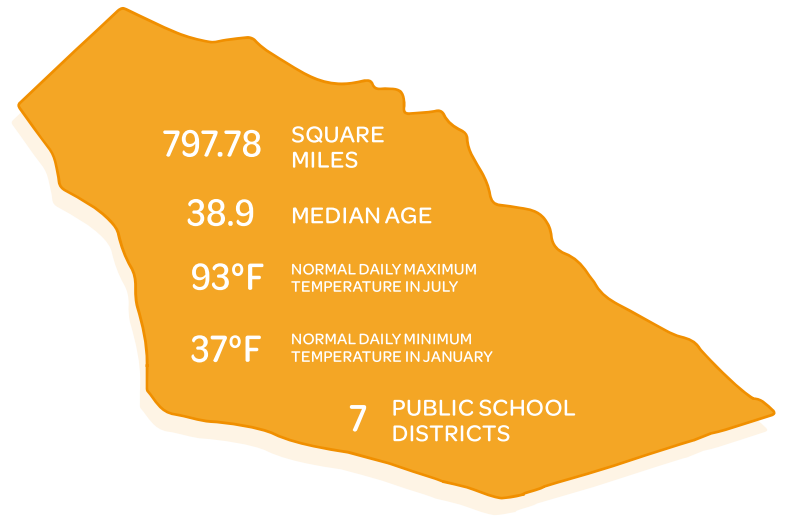 797.78 SQUARE
MILES
38.9 MEDIAN AGE
93°F NORMAL DAILY MAXIMUM
TEMPERATURE IN JULY
37°F NORMAL DAILY MINIMUM
TEMPERATURE IN JANUARY
7 PUBLIC SCHOOL
DISTRICTS